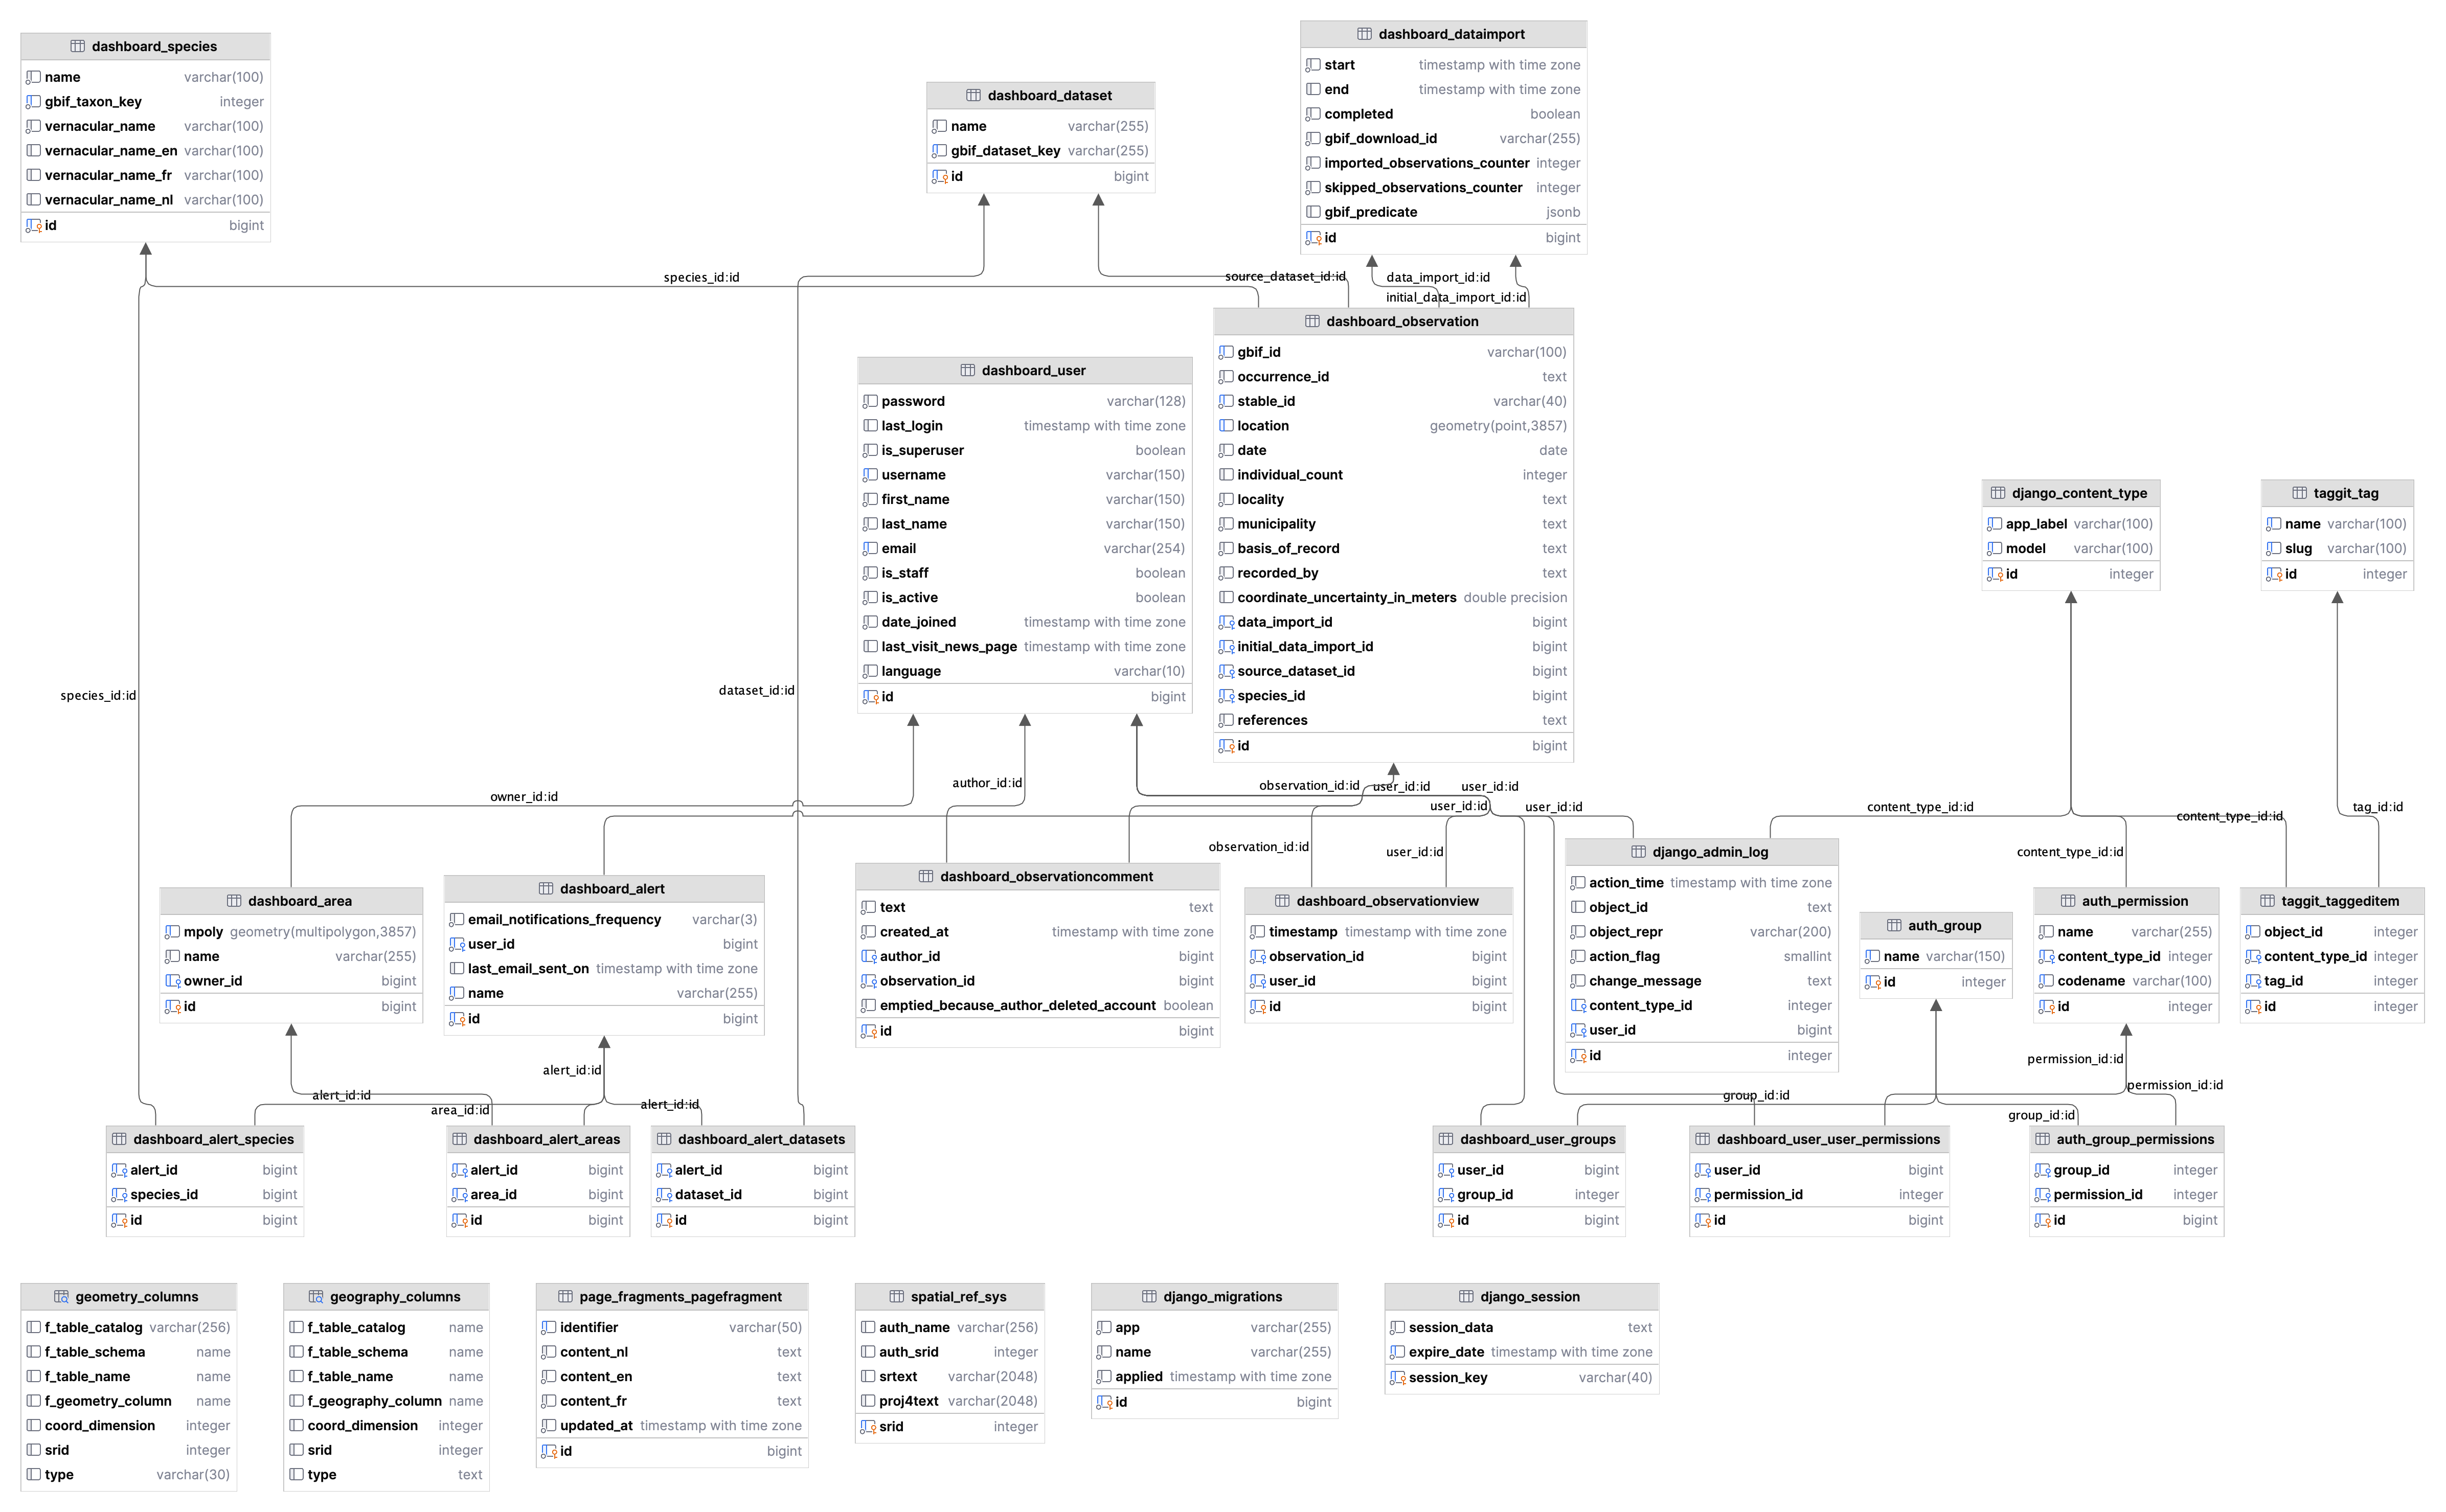 dashboard_species
name varchar(100)
gbif_taxon_key integer
vernacular_name varchar(100)
vernacular_name_en varchar(100)
vernacular_name_fr varchar(100)
vernacular_name_nl varchar(100)
id bigint
dashboard_dataset
name varchar(255)
gbif_dataset_key varchar(255)
id bigint
dashboard_dataimport
start timestamp with time zone
end timestamp with time zone
completed boolean
gbif_download_id varchar(255)
imported_observations_counter integer
skipped_observations_counter integer
gbif_predicate jsonb
id bigint
species_id:id
source_dataset_id:id
data_import_id:id
initial_data_import_id:id
dashboard_user
password varchar(128)
last_login timestamp with time zone
is_superuser boolean
username varchar(150)
first_name varchar(150)
last_name varchar(150)
email varchar(254)
is_staff boolean
is_active boolean
date_joined timestamp with time zone
last_visit_news_page timestamp with time zone
language varchar(10)
id bigint
dashboard_observation
gbif_id varchar(100)
occurrence_id text
stable_id varchar(40)
location geometry(point,3857)
date date
individual_count integer
locality text
municipality text
basis_of_record text
recorded_by text
coordinate_uncertainty_in_meters double precision
data_import_id bigint
initial_data_import_id bigint
source_dataset_id bigint
species_id bigint
references text
id bigint
django_content_type
app_label varchar(100)
model varchar(100)
id integer
taggit_tag
name varchar(100)
slug varchar(100)
id integer
species_id:id
dataset_id:id
owner_id:id
author_id:id
observation_id:id
user_id:id
user_id:id
user_id:id
user_id:id
content_type_id:id
content_type_id:id
tag_id:id
observation_id:id
user_id:id
content_type_id:id
dashboard_area
mpoly geometry(multipolygon,3857)
name varchar(255)
owner_id bigint
id bigint
dashboard_alert
email_notifications_frequency varchar(3)
user_id bigint
last_email_sent_on timestamp with time zone
name varchar(255)
id bigint
dashboard_observationcomment
text text
created_at timestamp with time zone
author_id bigint
observation_id bigint
emptied_because_author_deleted_account boolean
id bigint
dashboard_observationview
timestamp timestamp with time zone
observation_id bigint
user_id bigint
id bigint
django_admin_log
action_time timestamp with time zone
object_id text
object_repr varchar(200)
action_flag smallint
change_message text
content_type_id integer
user_id bigint
id integer
auth_group
name varchar(150)
id integer
auth_permission
name varchar(255)
content_type_id integer
codename varchar(100)
id integer
taggit_taggeditem
object_id integer
content_type_id integer
tag_id integer
id integer
alert_id:id
alert_id:id
area_id:id
alert_id:id
permission_id:id
permission_id:id
group_id:id
group_id:id
dashboard_alert_species
alert_id bigint
species_id bigint
id bigint
dashboard_alert_areas
alert_id bigint
area_id bigint
id bigint
dashboard_alert_datasets
alert_id bigint
dataset_id bigint
id bigint
dashboard_user_groups
user_id bigint
group_id integer
id bigint
dashboard_user_user_permissions
user_id bigint
permission_id integer
id bigint
auth_group_permissions
group_id integer
permission_id integer
id bigint
geometry_columns
f_table_catalog varchar(256)
f_table_schema name
f_table_name name
f_geometry_column name
coord_dimension integer
srid integer
type varchar(30)
geography_columns
f_table_catalog name
f_table_schema name
f_table_name name
f_geography_column name
coord_dimension integer
srid integer
type text
page_fragments_pagefragment
identifier varchar(50)
content_nl text
content_en text
content_fr text
updated_at timestamp with time zone
id bigint
spatial_ref_sys
auth_name varchar(256)
auth_srid integer
srtext varchar(2048)
proj4text varchar(2048)
srid integer
django_migrations
app varchar(255)
name varchar(255)
applied timestamp with time zone
id bigint
django_session
session_data text
expire_date timestamp with time zone
session_key varchar(40)